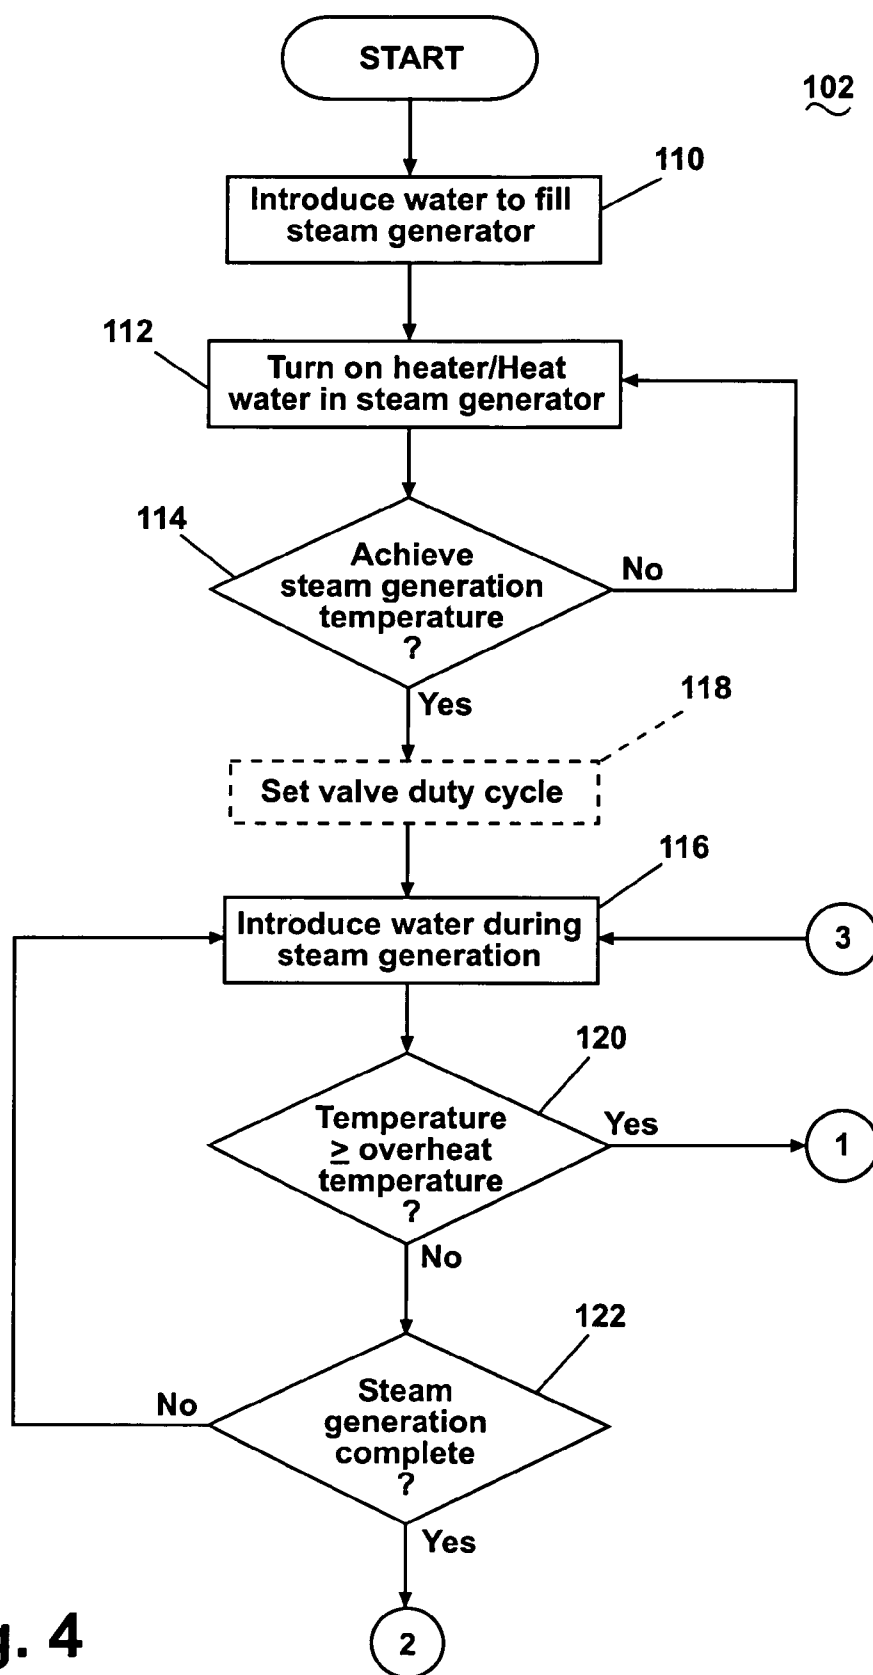 START
102
110
Introduce water to fill
steam generator
112
Turn on heater/Heat
water in steam generator
114
Achieve
steam generation
temperature
?
No
Yes
118
Set valve duty cycle
116
Introduce water during
steam generation
3
120
Temperature
≥ overheat
temperature
?
Yes
1
No
122
Steam
generation
complete
?
No
Yes
2
g. 4